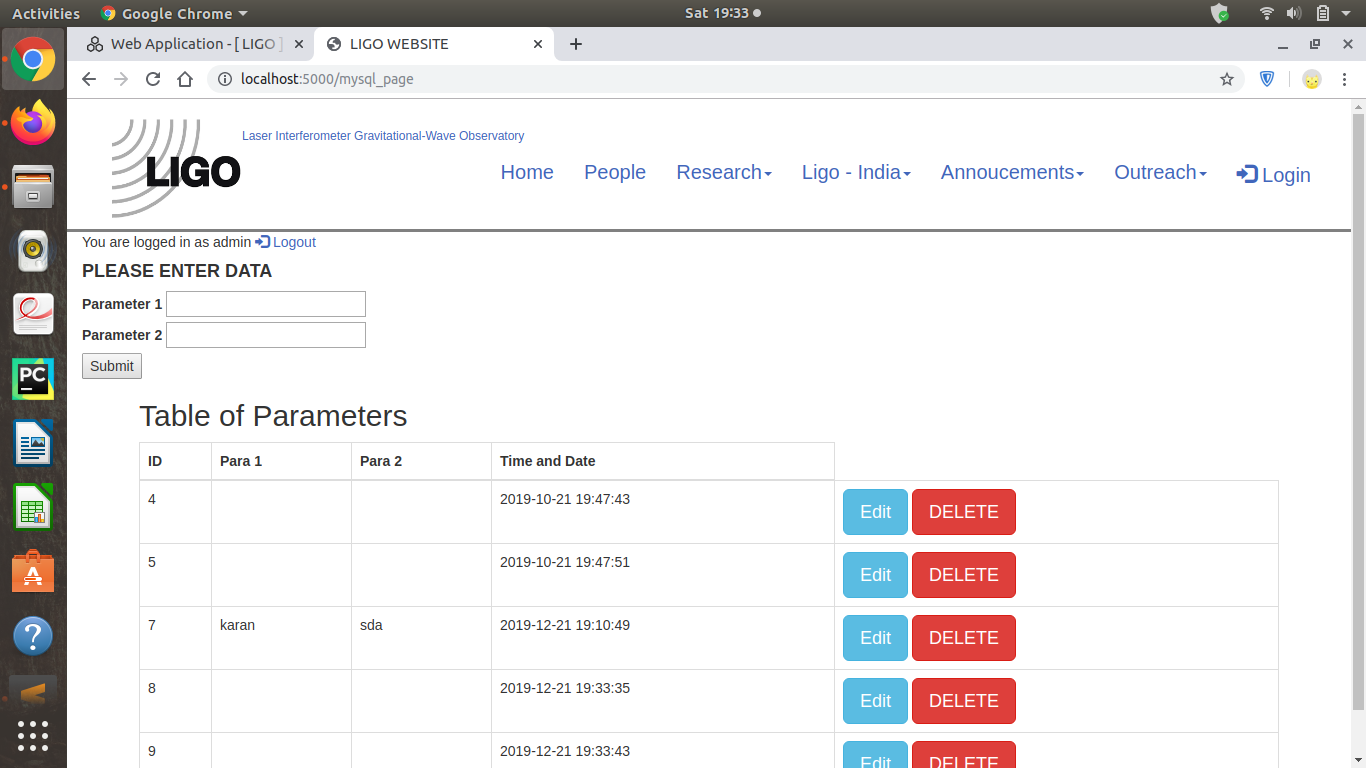 Activities Google Chrome Sat 19:33
Web Application - [ LIGO ] LIGO WEBSITE
localhost:5000/mysql_page
Laser Interferometer Gravitational-Wave Observatory
LIGO
Home People Research Ligo - India Annoucements Outreach Login
You are logged in as admin Logout
PLEASE ENTER DATA
Parameter 1
Parameter 2
Submit
Table of Parameters
ID Para 1 Para 2 Time and Date
4 2019-10-21 19:47:43 Edit DELETE
5 2019-10-21 19:47:51 Edit DELETE
7 karan sda 2019-12-21 19:10:49 Edit DELETE
8 2019-12-21 19:33:35 Edit DELETE
9 2019-12-21 19:33:43 Edit DELETE
PC